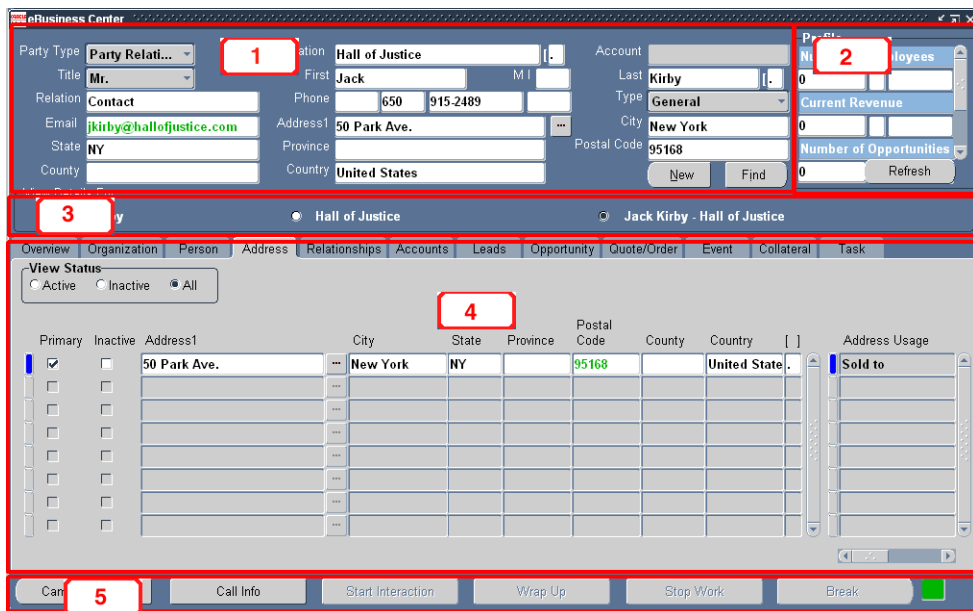 eBusiness Center
Party Type Party Relati... 1 Hall of Justice [. Account
Title Mr. First Jack M I Last Kirby [.
Relation Contact Phone 650 915-2489 Type General
Email jkirby@hallofjustice.com Address1 50 Park Ave. ... City New York
State NY Province Postal Code 95168
County Country United States New Find
Profile
2
0
Current Revenue
0
Number of Opportunities
0 Refresh
3 Hall of Justice Jack Kirby - Hall of Justice
Overview Organization Person Address Relationships Accounts Leads Opportunity Quote/Order Event Collateral Task
View Status
Active Inactive All
4
Primary Inactive Address1 City State Province Postal Code County Country [ ] Address Usage
50 Park Ave. ... New York NY 95168 United State . Sold to
5 Call Info Start Interaction Wrap Up Stop Work Break